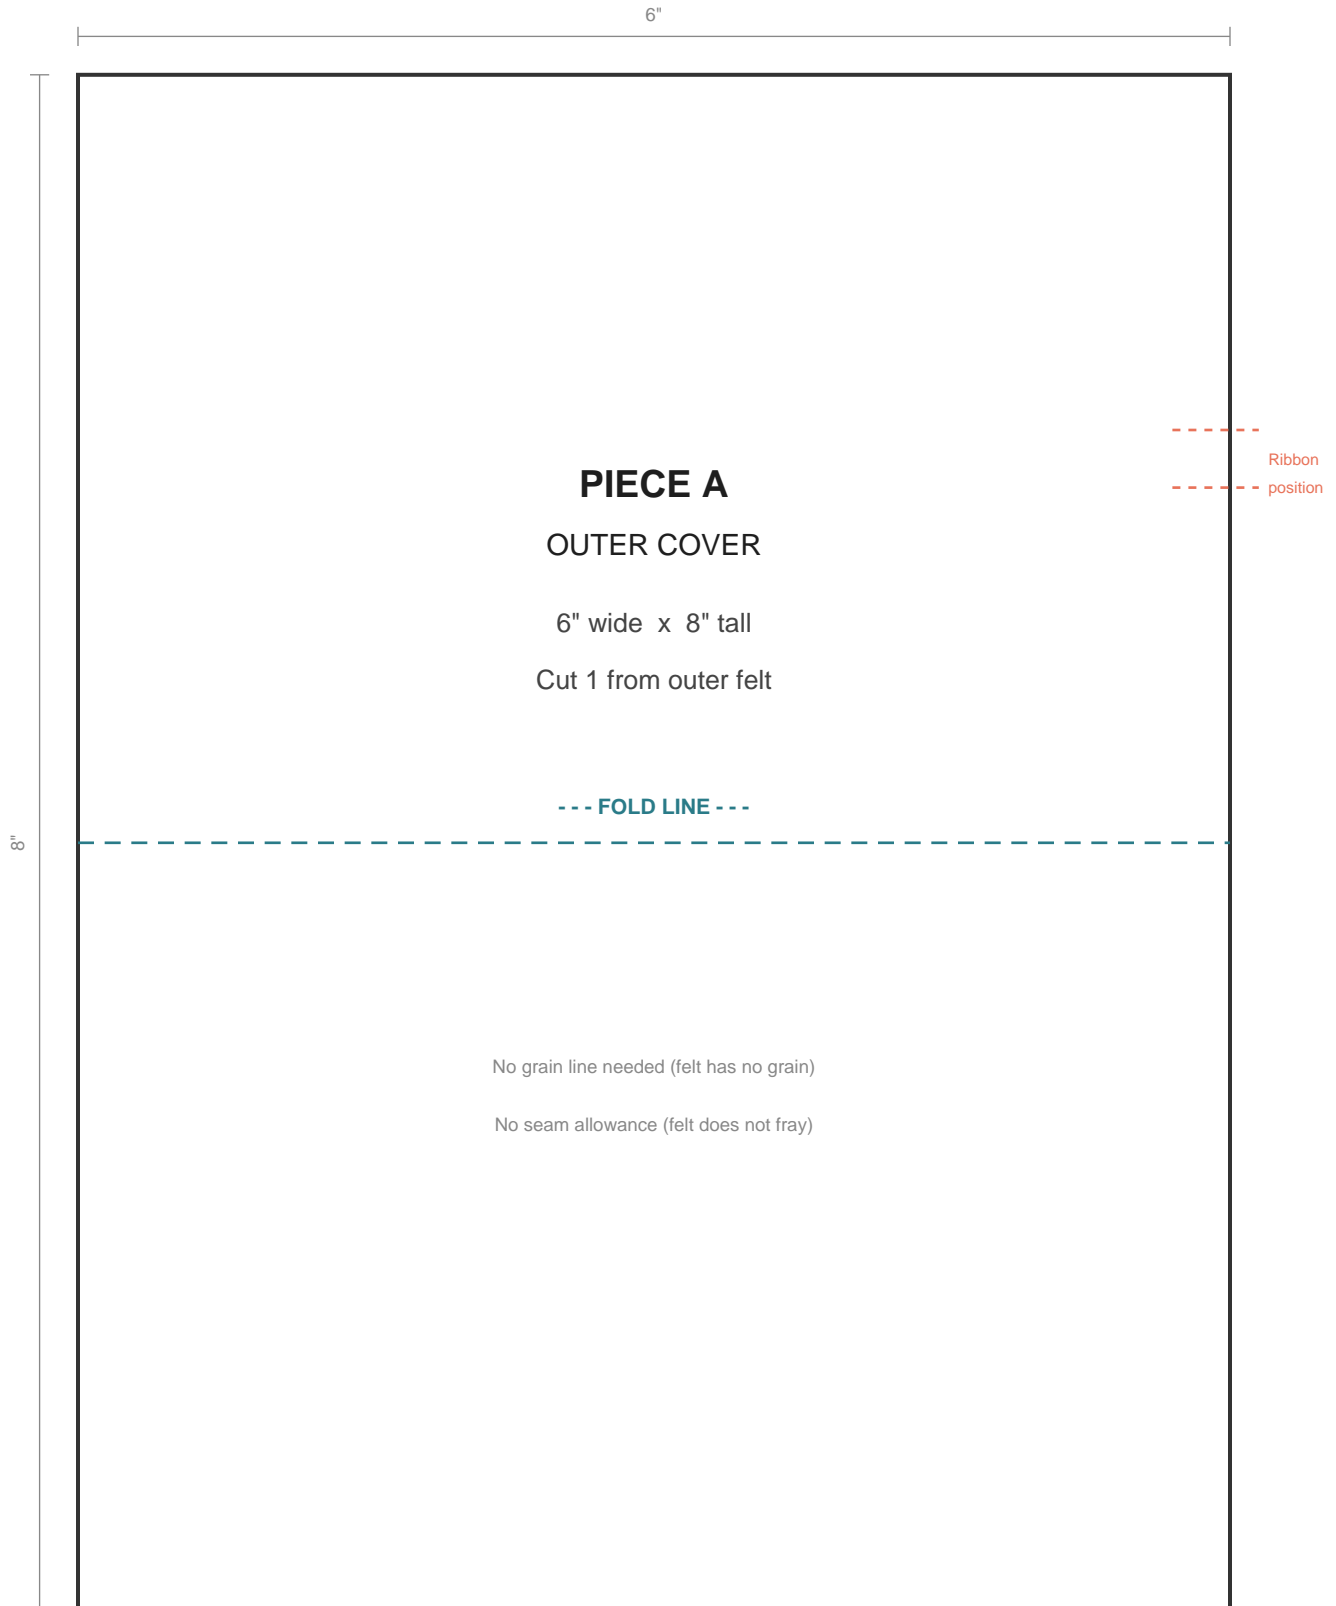 6"
Ribbon
PIECE A
position
OUTER COVER
6" wide x 8" tall
Cut 1 from outer felt
- - - FOLD LINE - - -
8"
No grain line needed (felt has no grain)
No seam allowance (felt does not fray)